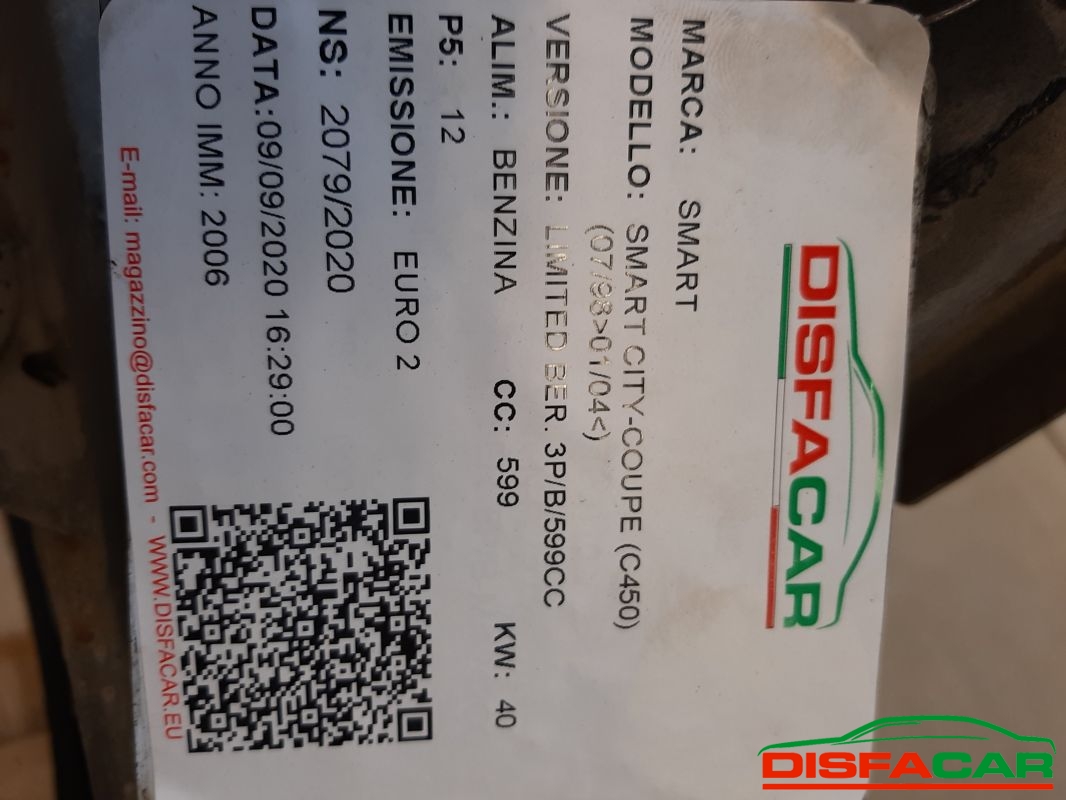 DISFACAR
MARCA: SMART
MODELLO: SMART CITY-COUPE (C450)
(07/98>01/04<)
VERSIONE: LIMITED BER. 3P/B/599CC
ALIM.: BENZINA CC: 599 KW: 40
P5: 12
EMISSIONE: EURO 2
NS: 2079/2020
DATA:09/09/2020 16:29:00
ANNO IMM: 2006
E-mail: magazzino@disfacar.com - WWW.DISFACAR.EU
DISFACAR